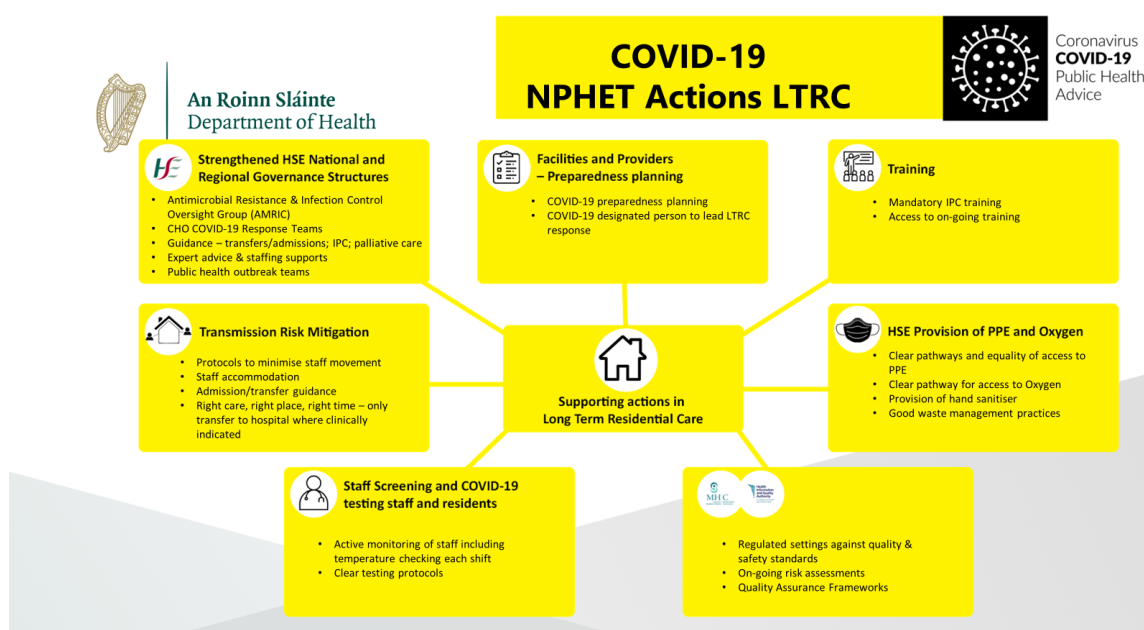 COVID-19
NPHET Actions LTRC
Coronavirus
COVID-19
Public Health
Advice
An Roinn Sláinte
Department of Health
Strengthened HSE National and
Regional Governance Structures
• Antimicrobial Resistance & Infection Control
Oversight Group (AMRIC)
• CHO COVID-19 Response Teams
• Guidance – transfers/admissions; IPC; palliative care
• Expert advice & staffing supports
• Public health outbreak teams
Facilities and Providers
– Preparedness planning
• COVID-19 preparedness planning
• COVID-19 designated person to lead LTRC
response
Training
• Mandatory IPC training
• Access to on-going training
Transmission Risk Mitigation
• Protocols to minimise staff movement
• Staff accommodation
• Admission/transfer guidance
• Right care, right place, right time – only
transfer to hospital where clinically
indicated
Supporting actions in
Long Term Residential Care
HSE Provision of PPE and Oxygen
• Clear pathways and equality of access to
PPE
• Clear pathway for access to Oxygen
• Provision of hand sanitiser
• Good waste management practices
Staff Screening and COVID-19
testing staff and residents
• Active monitoring of staff including
temperature checking each shift
• Clear testing protocols
MHC
Health
Information
and Quality
Authority
• Regulated settings against quality &
safety standards
• On-going risk assessments
• Quality Assurance Frameworks